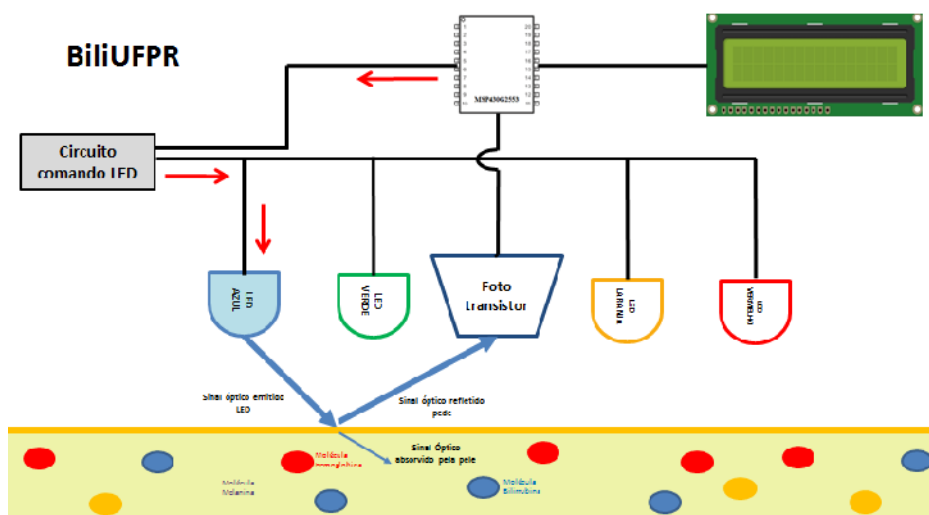 BiliUFPR
MSP430G2553
Circuito
comando LED
LED
AZUL
LED
VERDE
Foto
transistor
LED
LARANJA
LED
VERMELHO
Sinal óptico emitido
LED
Sinal óptico refletido
pele
Sinal Óptico
absorvido pela pele
Molécula
hemoglobina
Molécula
Melanina
Molécula
Bilirrubina